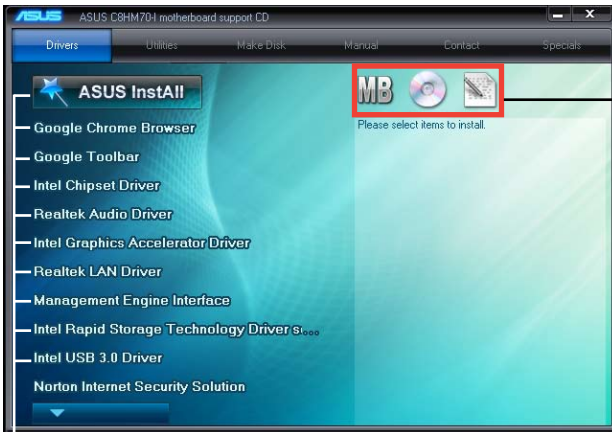 ASUS ASUS C8HM70-I motherboard support CD
Drivers Utilities Make Disk Manual Contact Specials
ASUS InstAll
MB
Please select items to install.
Google Chrome Browser
Google Toolbar
Intel Chipset Driver
Realtek Audio Driver
Intel Graphics Accelerator Driver
Realtek LAN Driver
Management Engine Interface
Intel Rapid Storage Technology Driver s...
Intel USB 3.0 Driver
Norton Internet Security Solution